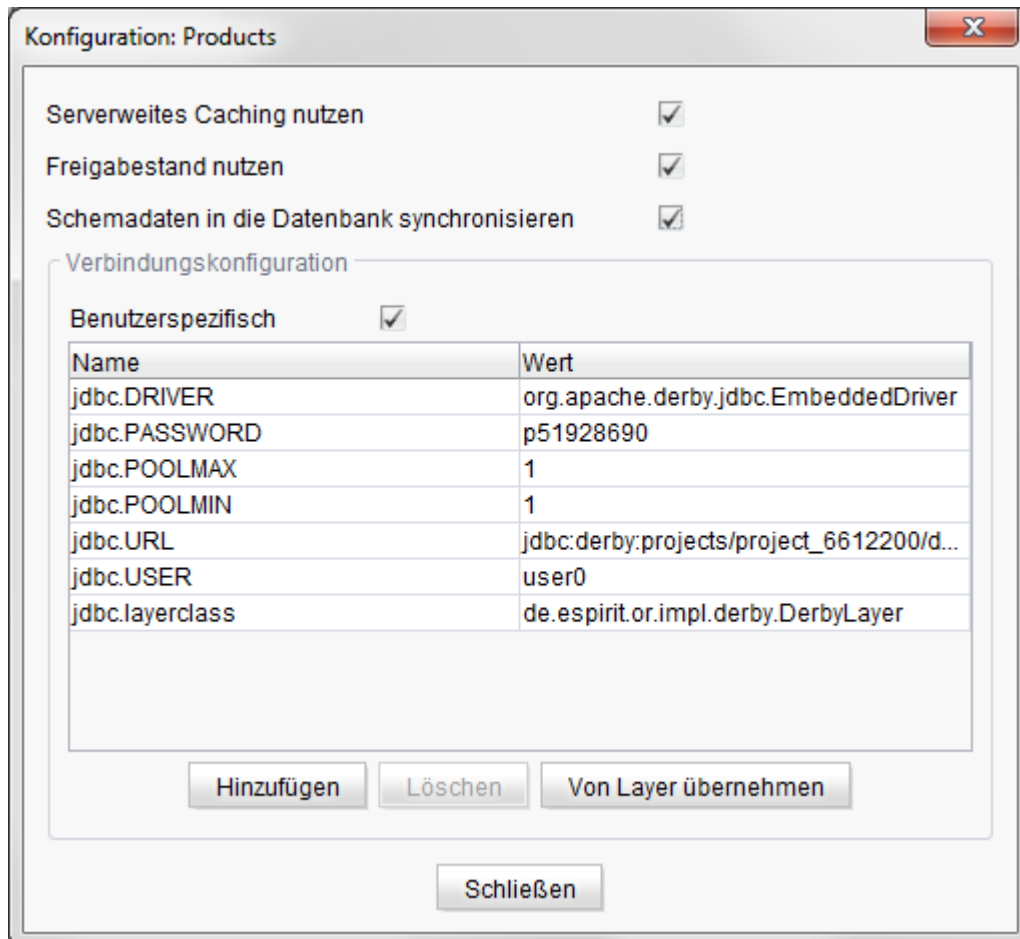 Konfiguration: Products
Serverweites Caching nutzen
Freigabestand nutzen
Schemadaten in die Datenbank synchronisieren
Verbindungskonfiguration
Benutzerspezifisch
Name Wert
jdbc.DRIVER org.apache.derby.jdbc.EmbeddedDriver
jdbc.PASSWORD p51928690
jdbc.POOLMAX 1
jdbc.POOLMIN 1
jdbc.URL jdbc:derby:projects/project_6612200/d...
jdbc.USER user0
jdbc.layerclass de.espirit.or.impl.derby.DerbyLayer
Hinzufügen Löschen Von Layer übernehmen
Schließen